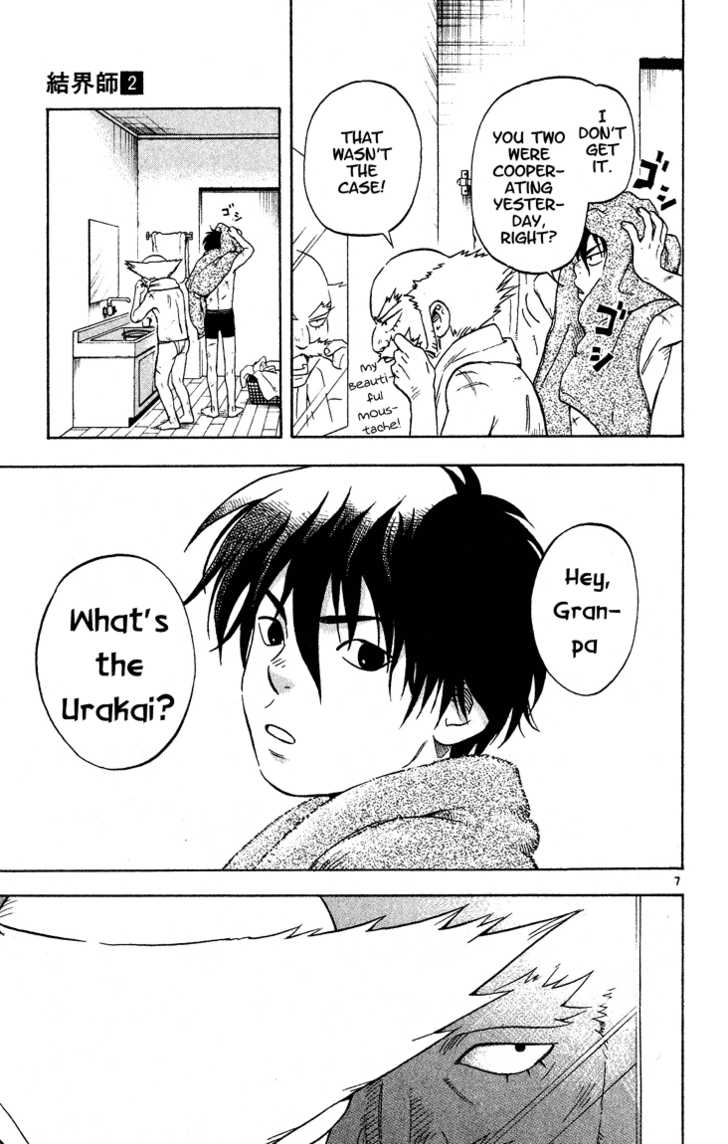 I
DON'T
GET
IT.
YOU TWO
WERE
COOPER-
ATING
YESTER-
DAY,
RIGHT?
ゴシ
ゴシ
THAT
WASN'T
THE
CASE!
My
Beauti-
ful
mous-
tache!
結界師2
ゴシ
Hey,
Gran-
pa
What's
the
Urakai?
7